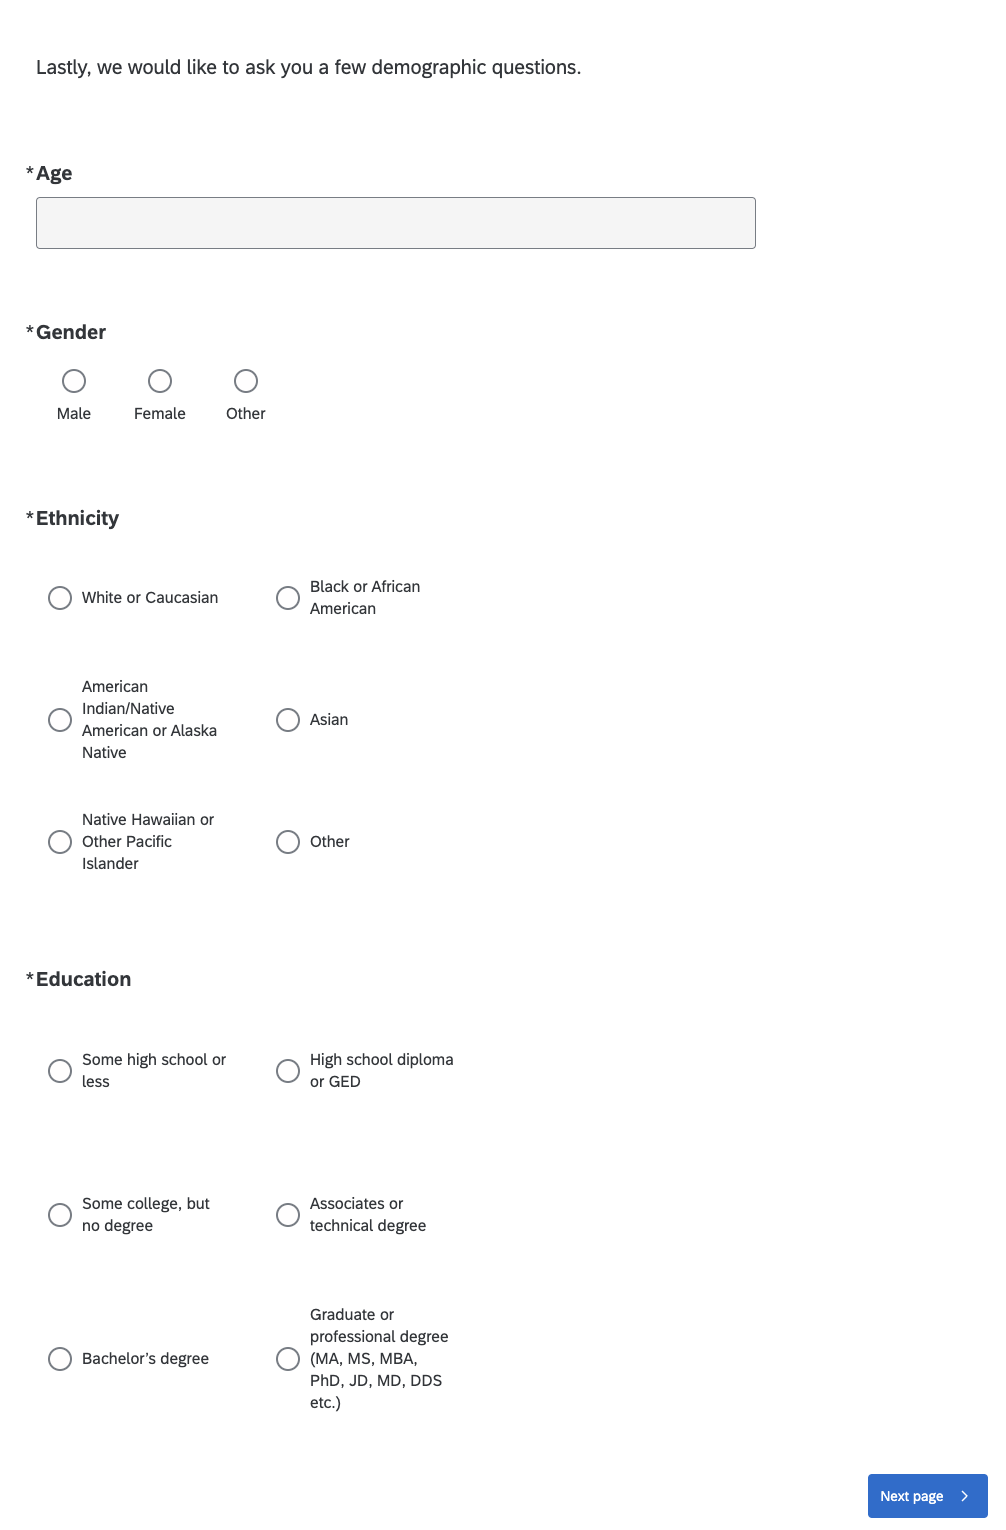 Lastly, we would like to ask you a few demographic questions.
*Age
*Gender
Male Female Other
*Ethnicity
White or Caucasian
Black or African
American
American
Indian/Native
American or Alaska
Native
Asian
Native Hawaiian or
Other Pacific
Islander
Other
*Education
Some high school or
less
High school diploma
or GED
Some college, but
no degree
Associates or
technical degree
Bachelor’s degree
Graduate or
professional degree
(MA, MS, MBA,
PhD, JD, MD, DDS
etc.)
Next page